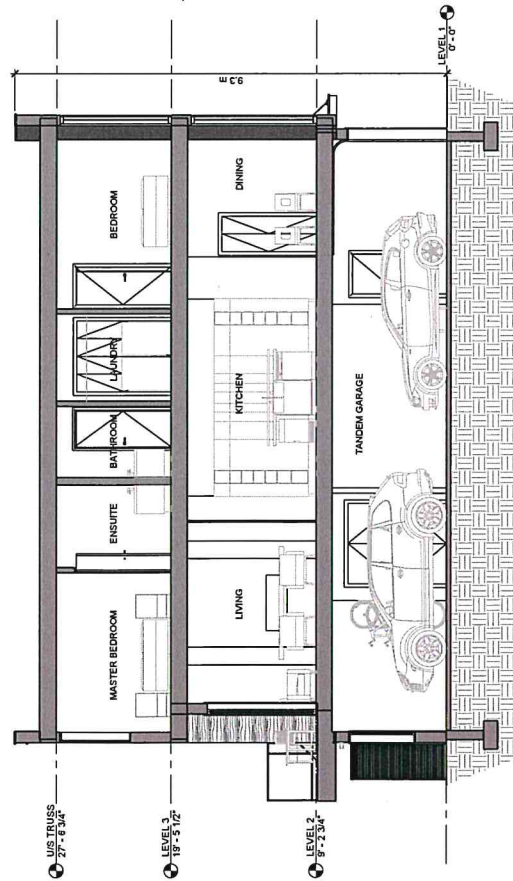 U/S TRUSS
27' - 6 3/4"
LEVEL 3
19' - 5 1/2"
LEVEL 2
9' - 2 3/4"
LEVEL 1
0' - 0"
9.3 m
MASTER BEDROOM
ENSUITE
BATHROOM
LAUNDRY
BEDROOM
LIVING
KITCHEN
DINING
TANDEM GARAGE